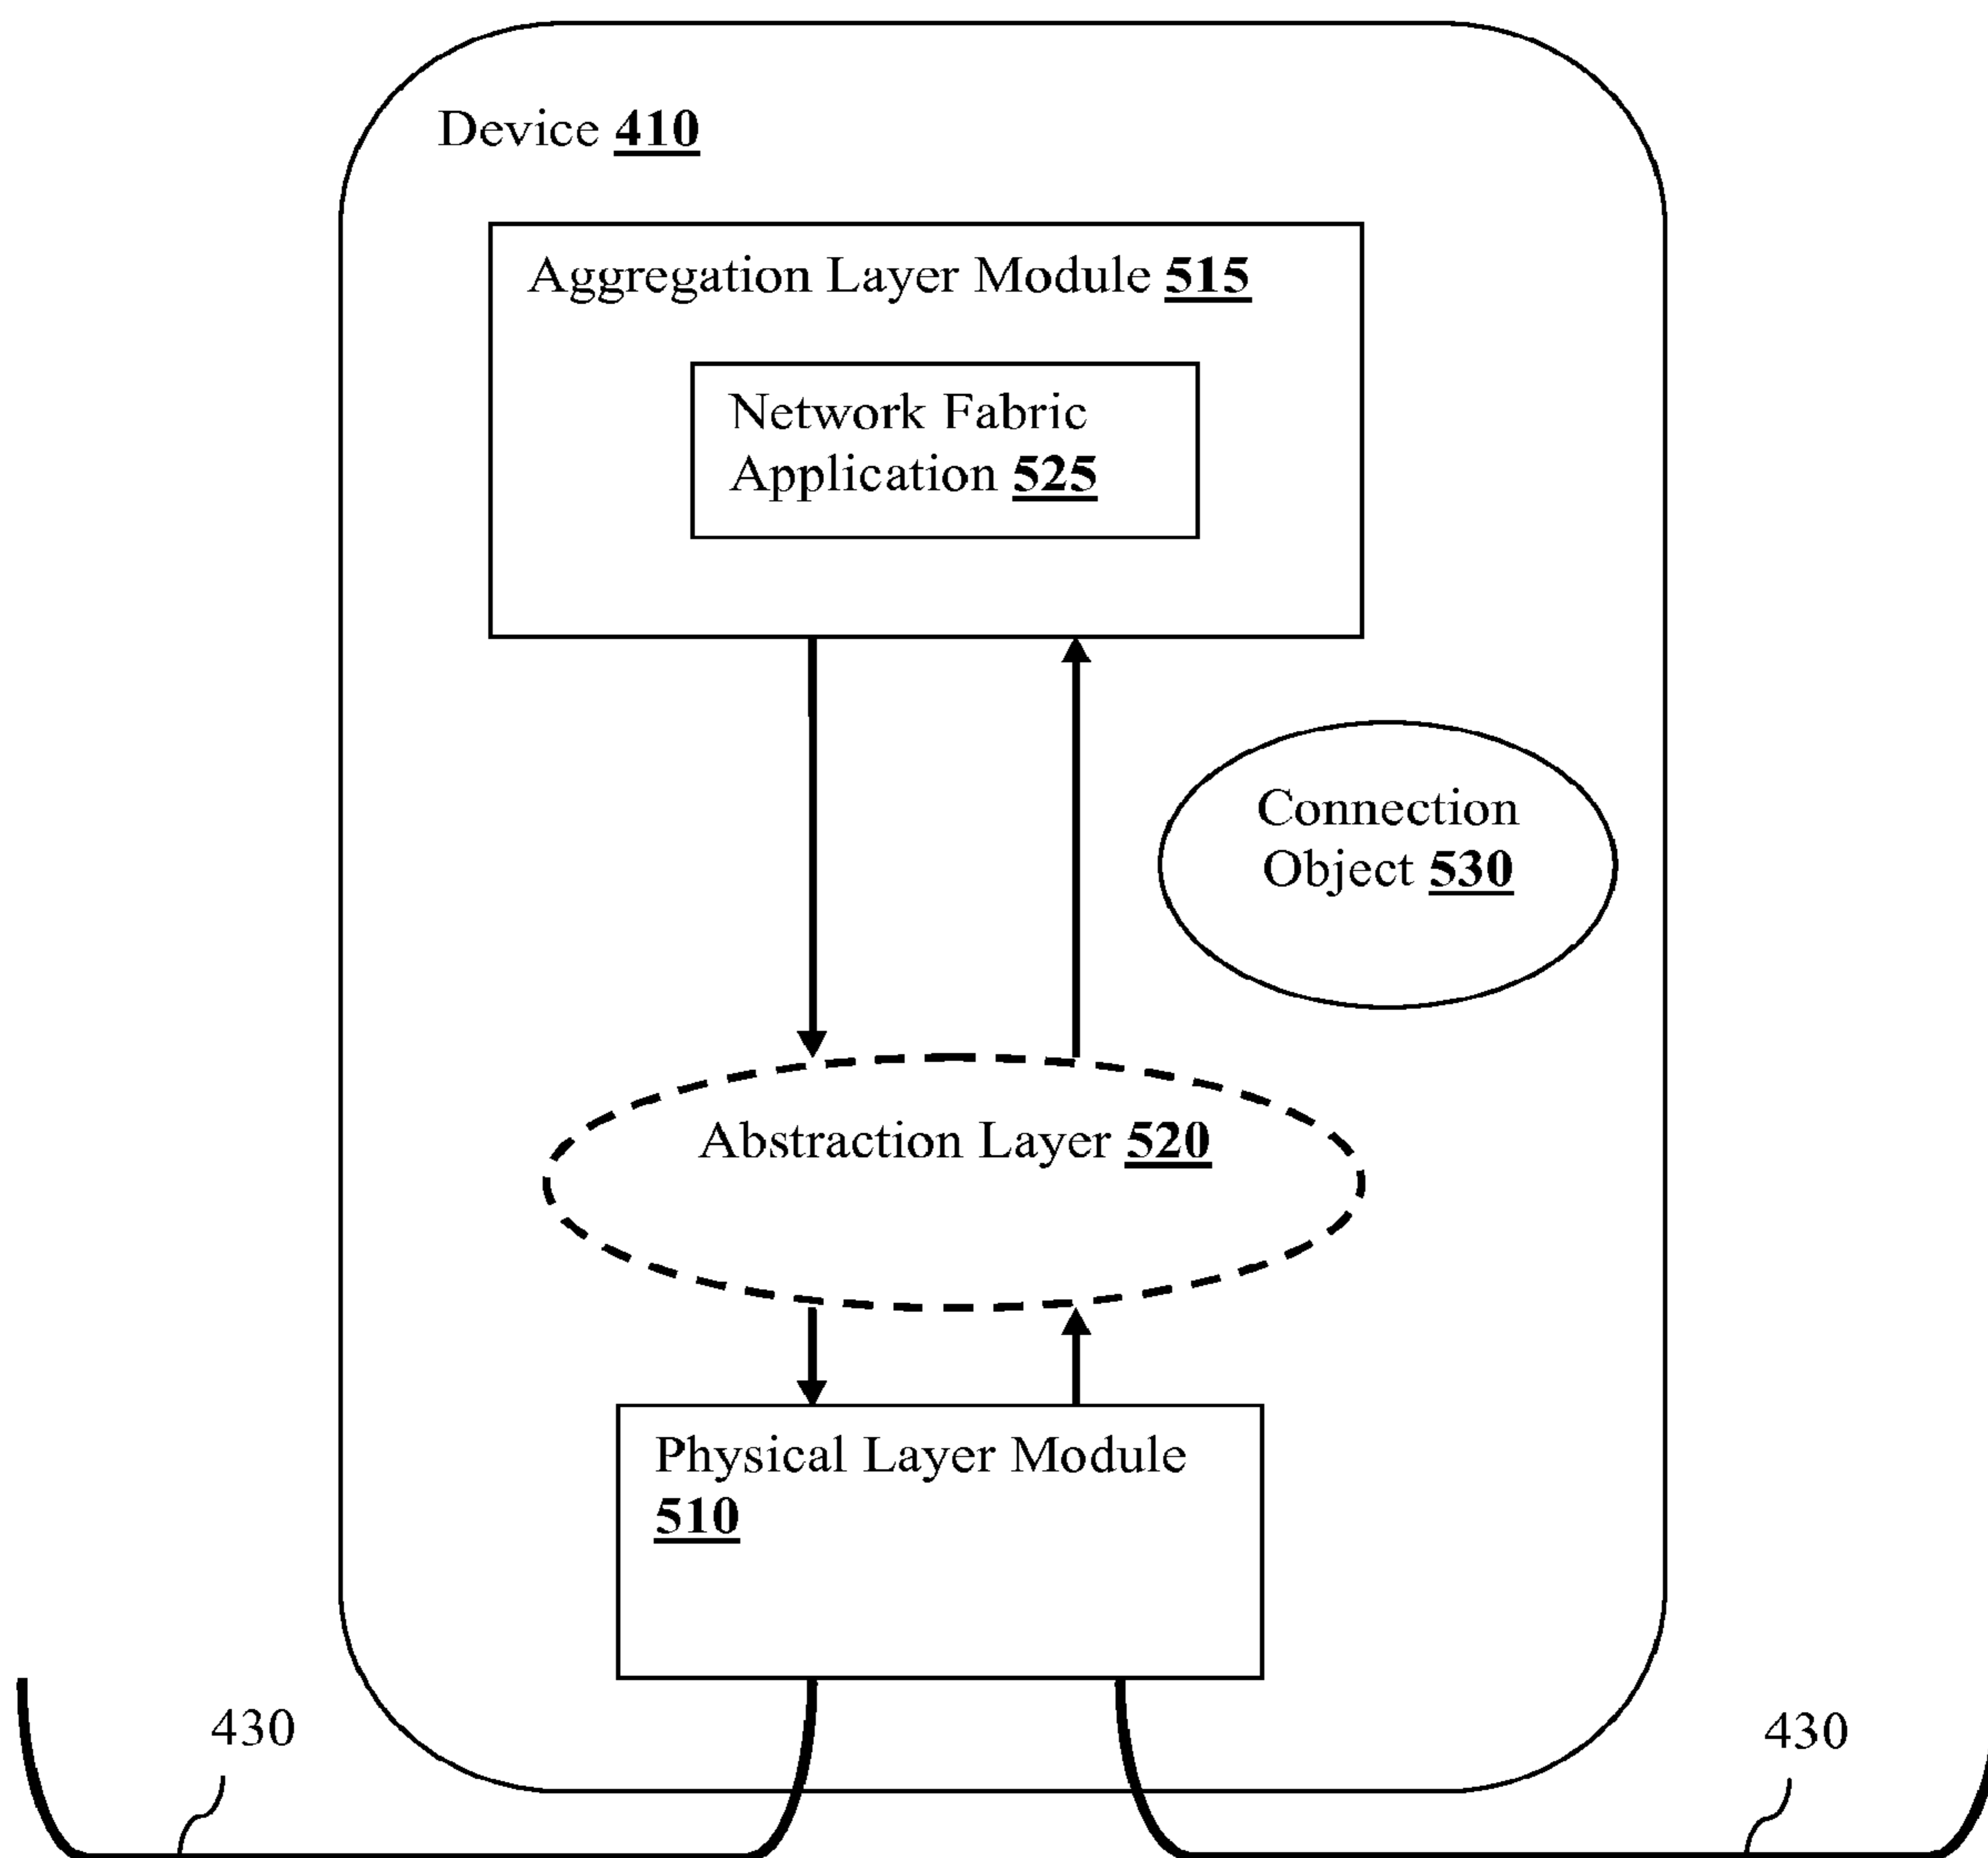 Device 410
Aggregation Layer Module 515
Network Fabric
Application 525
Connection
Object 530
Abstraction Layer 520
Physical Layer Module
510
430
430